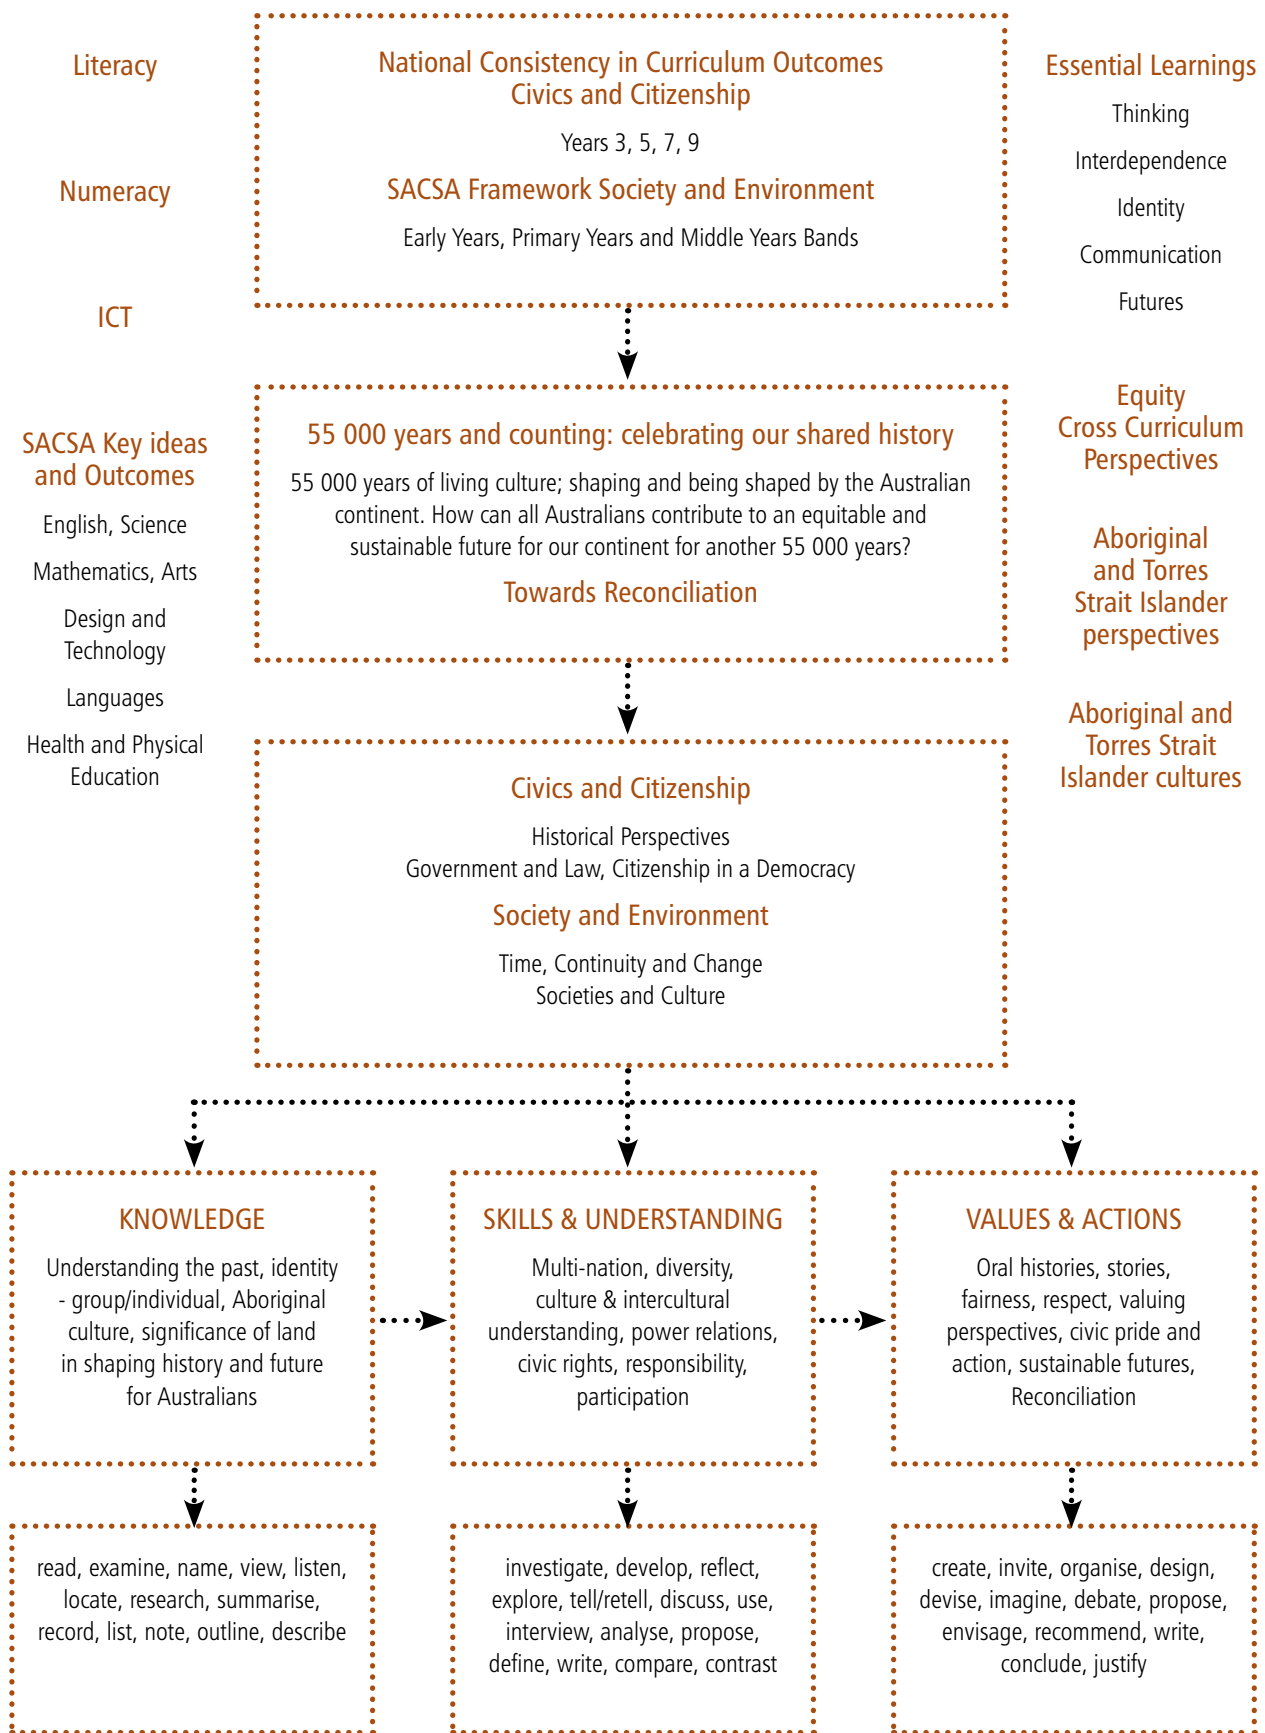 Literacy
Numeracy
ICT
SACSA Key ideas
and Outcomes
English, Science
Mathematics, Arts
Design and
Technology
Languages
Health and Physical
Education
National Consistency in Curriculum Outcomes
Civics and Citizenship
Years 3, 5, 7, 9
SACSA Framework Society and Environment
Early Years, Primary Years and Middle Years Bands
55 000 years and counting: celebrating our shared history
55 000 years of living culture; shaping and being shaped by the Australian
continent. How can all Australians contribute to an equitable and
sustainable future for our continent for another 55 000 years?
Towards Reconciliation
Civics and Citizenship
Historical Perspectives
Government and Law, Citizenship in a Democracy
Society and Environment
Time, Continuity and Change
Societies and Culture
Essential Learnings
Thinking
Interdependence
Identity
Communication
Futures
Equity
Cross Curriculum
Perspectives
Aboriginal
and Torres
Strait Islander
perspectives
Aboriginal and
Torres Strait
Islander cultures
KNOWLEDGE
Understanding the past, identity
- group/individual, Aboriginal
culture, significance of land
in shaping history and future
for Australians
SKILLS & UNDERSTANDING
Multi-nation, diversity,
culture & intercultural
understanding, power relations,
civic rights, responsibility,
participation
VALUES & ACTIONS
Oral histories, stories,
fairness, respect, valuing
perspectives, civic pride and
action, sustainable futures,
Reconciliation
read, examine, name, view, listen,
locate, research, summarise,
record, list, note, outline, describe
investigate, develop, reflect,
explore, tell/retell, discuss, use,
interview, analyse, propose,
define, write, compare, contrast
create, invite, organise, design,
devise, imagine, debate, propose,
envisage, recommend, write,
conclude, justify